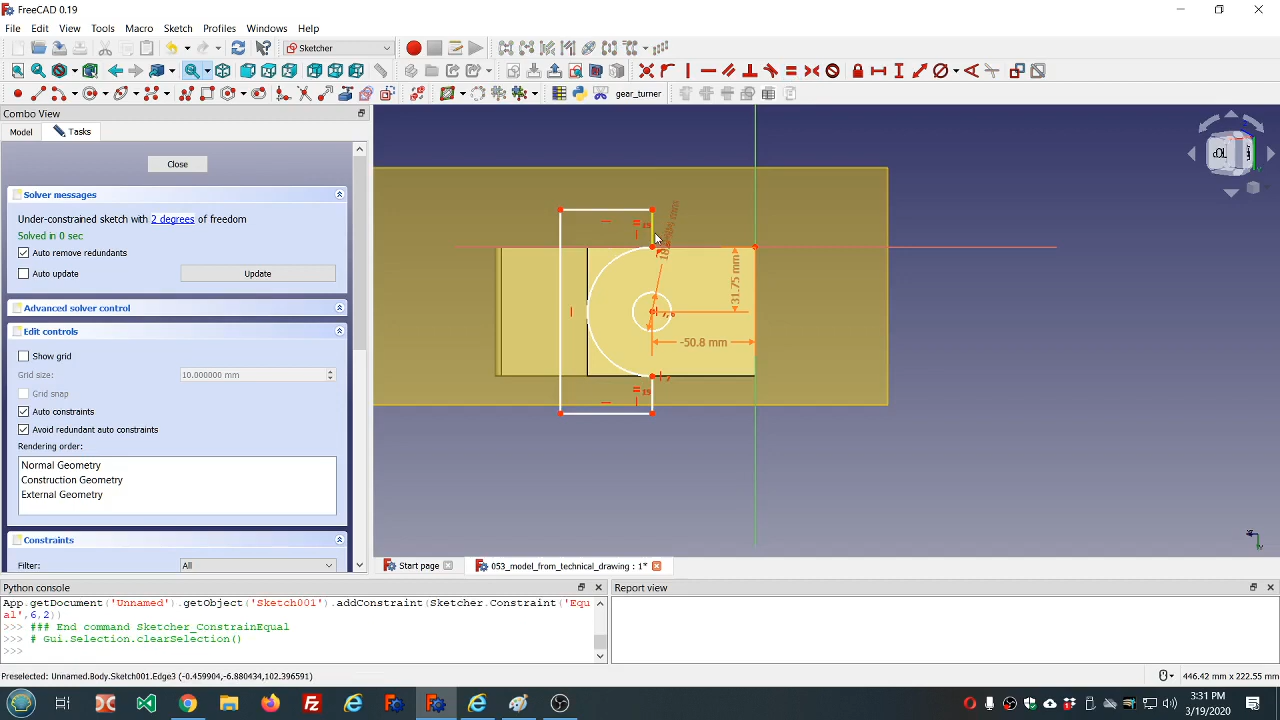 FreeCAD 0.19
File Edit View Tools Macro Sketch Profiles Windows Help
Sketcher
gear_turner
Combo View
Model Tasks
Close
Solver messages
Under-constrained sketch with 2 degrees of freedom
Solved in 0 sec
Auto remove redundants
Auto update Update
Advanced solver control
Edit controls
Show grid
Grid size: 10.000000 mm
Grid snap
Auto constraints
Avoid redundant auto constraints
Rendering order:
Normal Geometry
Construction Geometry
External Geometry
Constraints
Filter: All
19
31.75 mm
-50.8 mm
19
Start page 053_model_from_technical_drawing : 1*
Python console
App.getDocument('Unnamed').getObject('Sketch001').addConstraint(Sketcher.Constraint('Equ
al',6,2))
>>> ### End command Sketcher_ConstrainEqual
>>> # Gui.Selection.clearSelection()
>>>
Report view
Preselected: Unnamed.Body.Sketch001.Edge3 (-0.459904,-6.880434,102.396591)
446.42 mm x 222.55 mm
3:31 PM
3/19/2020